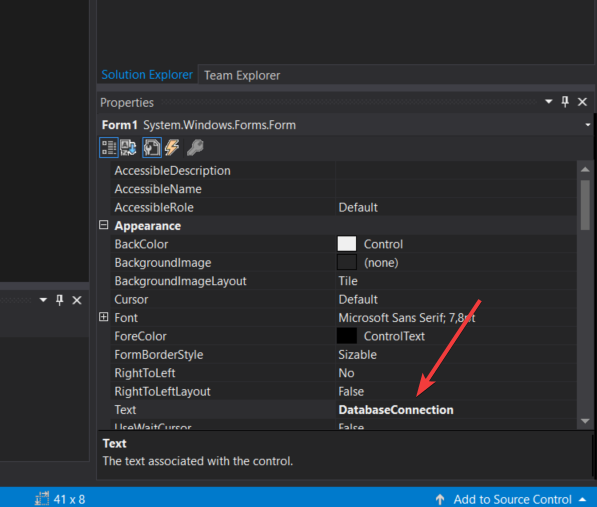 Solution Explorer Team Explorer
Properties
Form1 System.Windows.Forms.Form
AccessibleDescription
AccessibleName
AccessibleRole Default
Appearance
BackColor Control
BackgroundImage (none)
BackgroundImageLayout Tile
Cursor Default
Font Microsoft Sans Serif; 7,8pt
ForeColor ControlText
FormBorderStyle Sizable
RightToLeft No
RightToLeftLayout False
Text DatabaseConnection
UseWaitCursor False
Text
The text associated with the control.
41 x 8 Add to Source Control